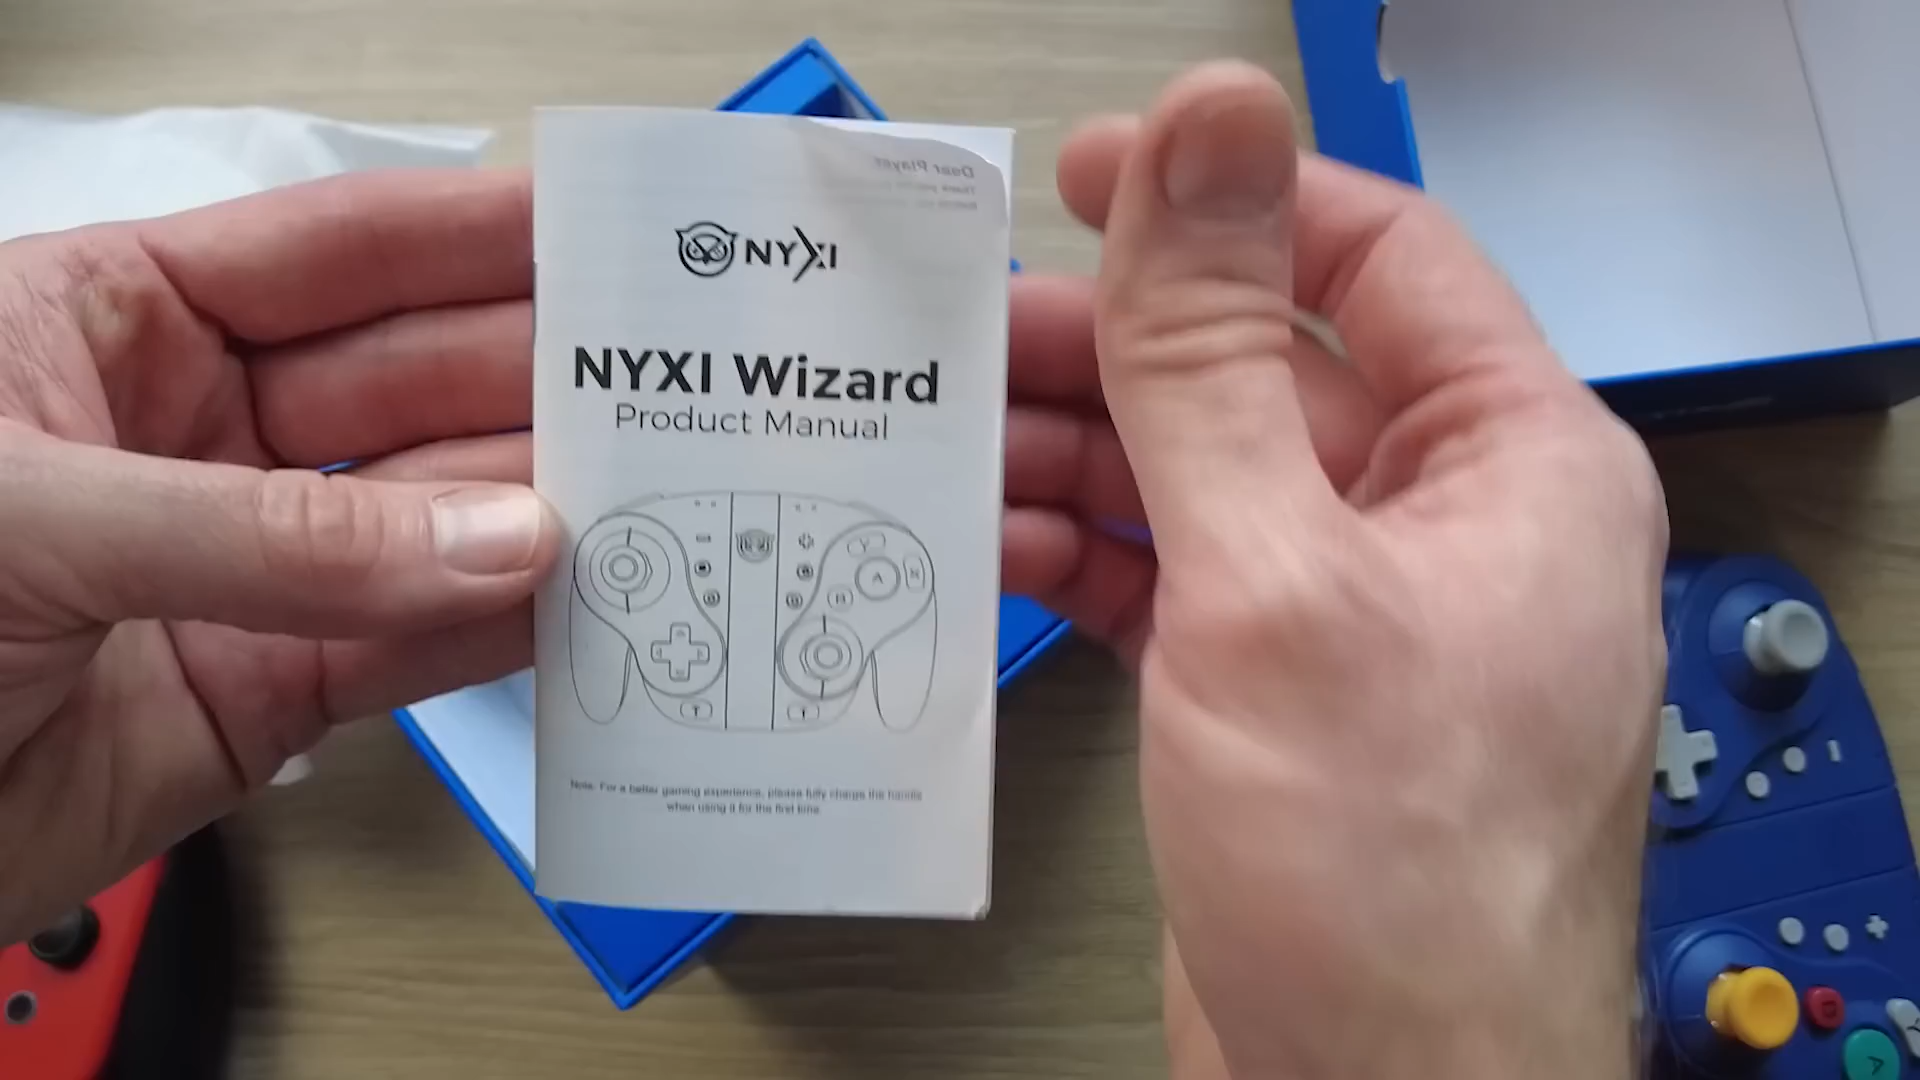 Dear Player
NYXI
NYXI Wizard
Product Manual
Y
X
A
B
T
T
Note: For a better gaming experience, please fully charge the handle
when using it for the first time.
B
Y
A